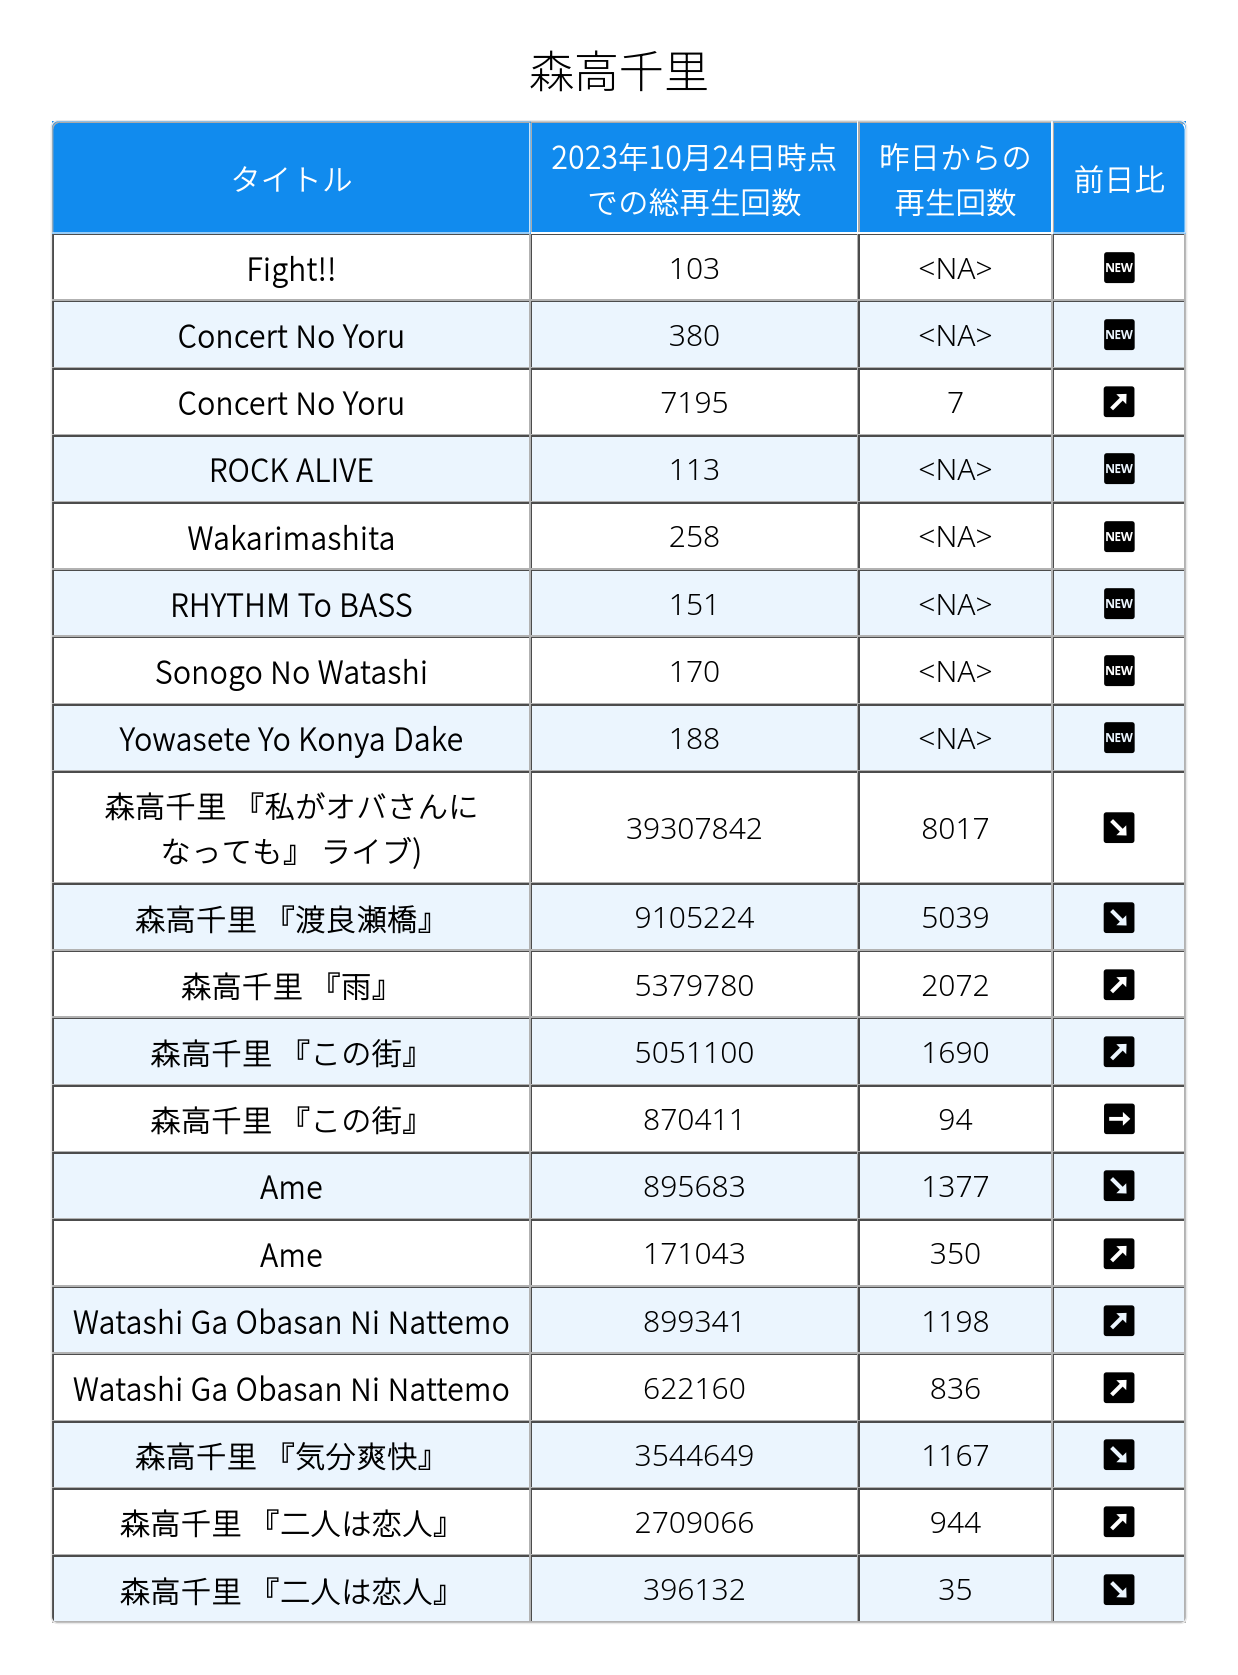 森高千里
タイトル 2023年10月24日時点での総再生回数 昨日からの再生回数 前日比
Fight!! 103 <NA> NEW
Concert No Yoru 380 <NA> NEW
Concert No Yoru 7195 7 ↗
ROCK ALIVE 113 <NA> NEW
Wakarimashita 258 <NA> NEW
RHYTHM To BASS 151 <NA> NEW
Sonogo No Watashi 170 <NA> NEW
Yowasete Yo Konya Dake 188 <NA> NEW
森高千里 『私がオバさんになっても』 ライブ) 39307842 8017 ↘
森高千里 『渡良瀬橋』 9105224 5039 ↘
森高千里 『雨』 5379780 2072 ↗
森高千里 『この街』 5051100 1690 ↗
森高千里 『この街』 870411 94 →
Ame 895683 1377 ↘
Ame 171043 350 ↗
Watashi Ga Obasan Ni Nattemo 899341 1198 ↗
Watashi Ga Obasan Ni Nattemo 622160 836 ↗
森高千里 『気分爽快』 3544649 1167 ↘
森高千里 『二人は恋人』 2709066 944 ↗
森高千里 『二人は恋人』 396132 35 ↘